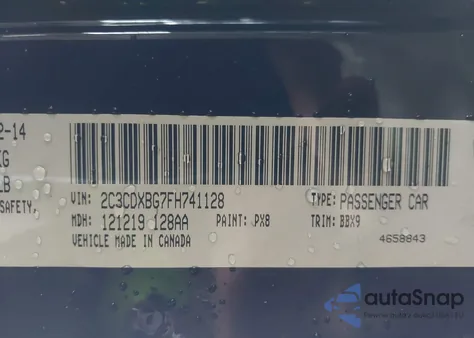 2-14
KG
LB
SAFETY.
VIN: 2C3CDXBG7FH741128
TYPE: PASSENGER CAR
MDH: 121219 128AA
PAINT: PX8
TRIM: BBX9
VEHICLE MADE IN CANADA
4658843
autoSnap